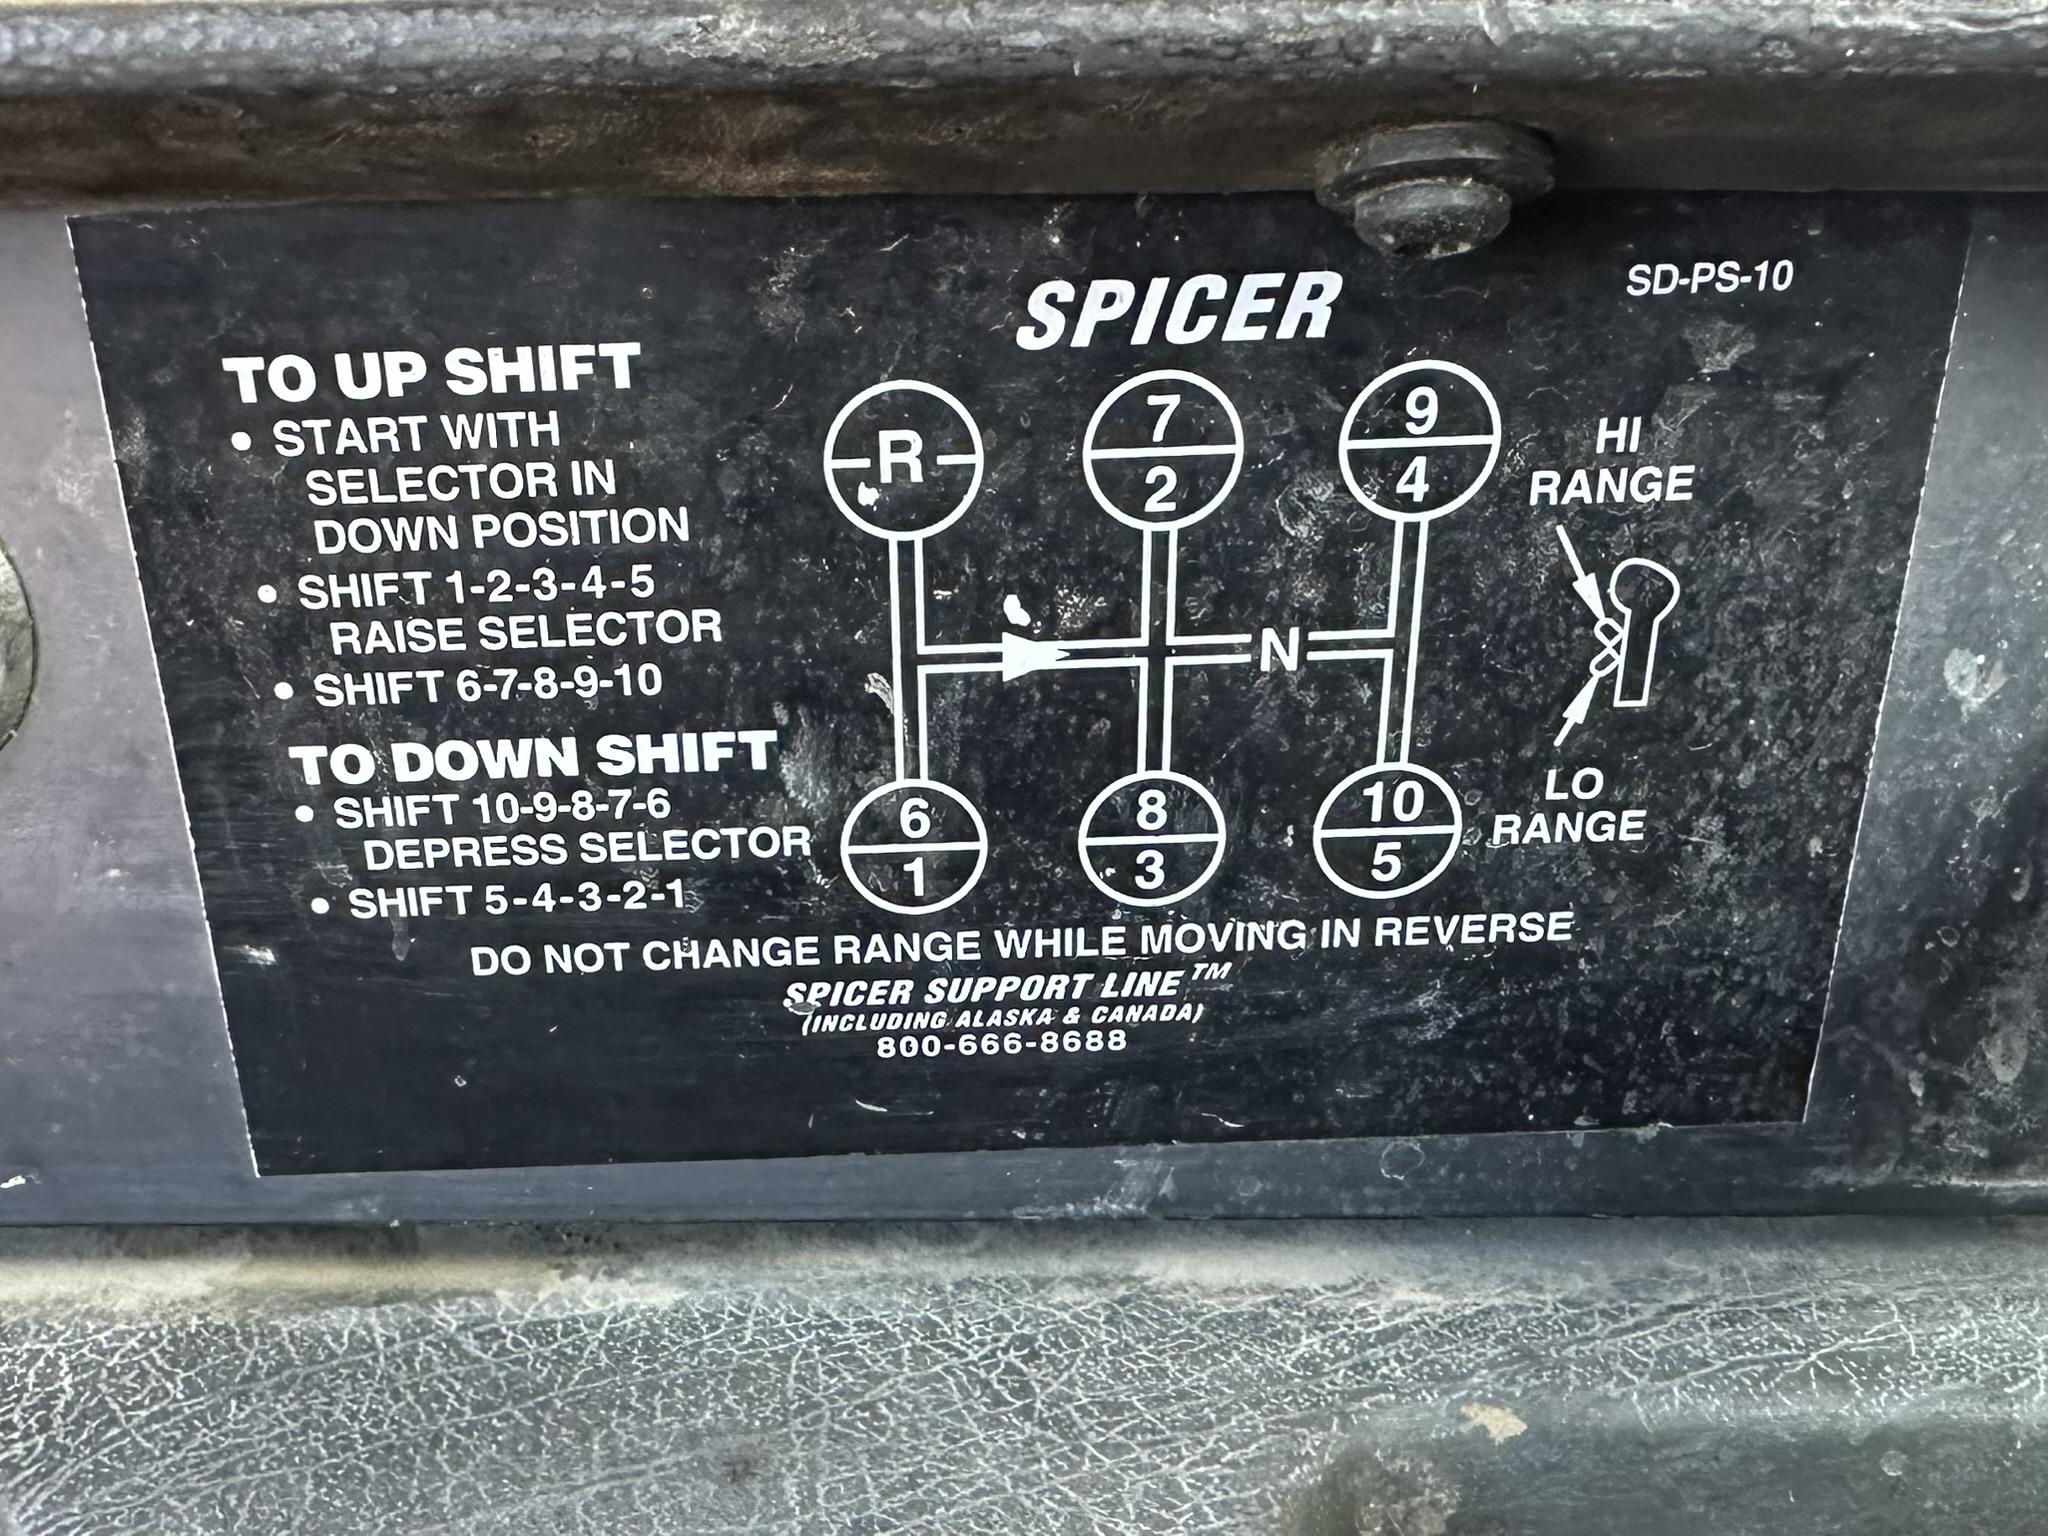 SPICER
SD-PS-10
TO UP SHIFT
• START WITH
SELECTOR IN
DOWN POSITION
• SHIFT 1-2-3-4-5
RAISE SELECTOR
• SHIFT 6-7-8-9-10
TO DOWN SHIFT
• SHIFT 10-9-8-7-6
DEPRESS SELECTOR
• SHIFT 5-4-3-2-1
R
7
2
9
4
N
6
1
8
3
10
5
HI
RANGE
LO
RANGE
DO NOT CHANGE RANGE WHILE MOVING IN REVERSE
SPICER SUPPORT LINE™
(INCLUDING ALASKA & CANADA)
800-666-8688